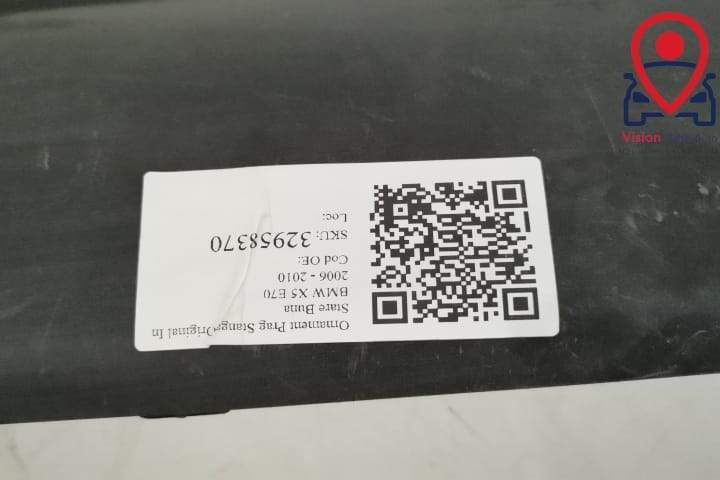 Ornament Prag Stanga Original In
Stare Buna
BMW X5 E70
2006 - 2010
Cod OE:
SKU: 32958370
Loc:
Vision